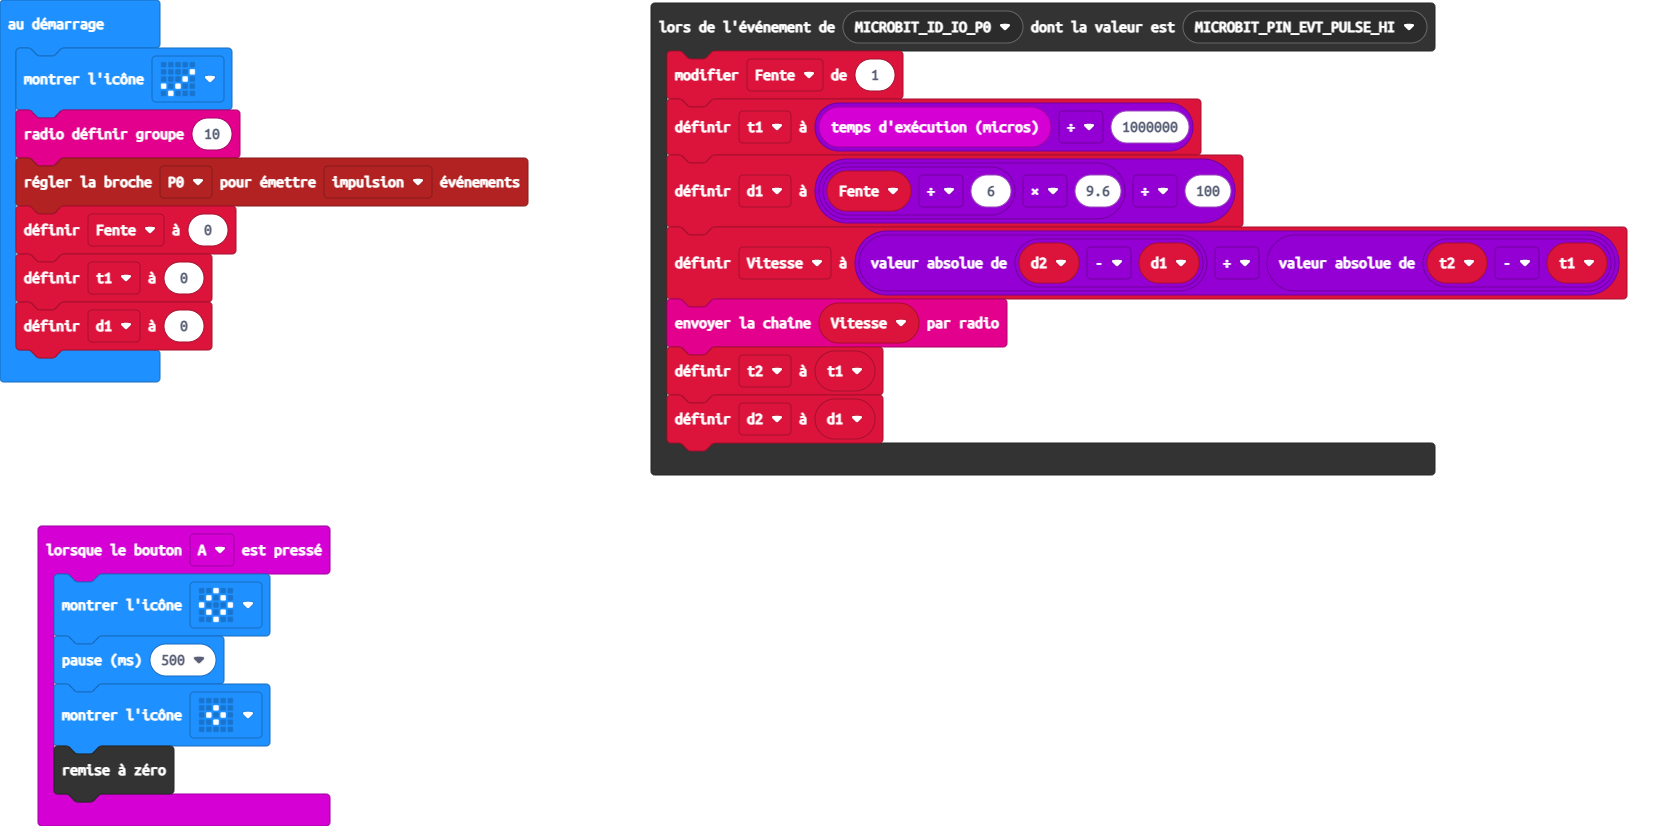 au démarrage
montrer l'icône
radio définir groupe 10
régler la broche P0 pour émettre impulsion événements
définir Fente à 0
définir t1 à 0
définir d1 à 0
lors de l'événement de MICROBIT_ID_IO_P0 dont la valeur est MICROBIT_PIN_EVT_PULSE_HI
modifier Fente de 1
définir t1 à temps d'exécution (micros) ÷ 1000000
définir d1 à Fente ÷ 6 × 9.6 ÷ 100
définir Vitesse à valeur absolue de d2 - d1 ÷ valeur absolue de t2 - t1
envoyer la chaîne Vitesse par radio
définir t2 à t1
définir d2 à d1
lorsque le bouton A est pressé
montrer l'icône
pause (ms) 500
montrer l'icône
remise à zéro